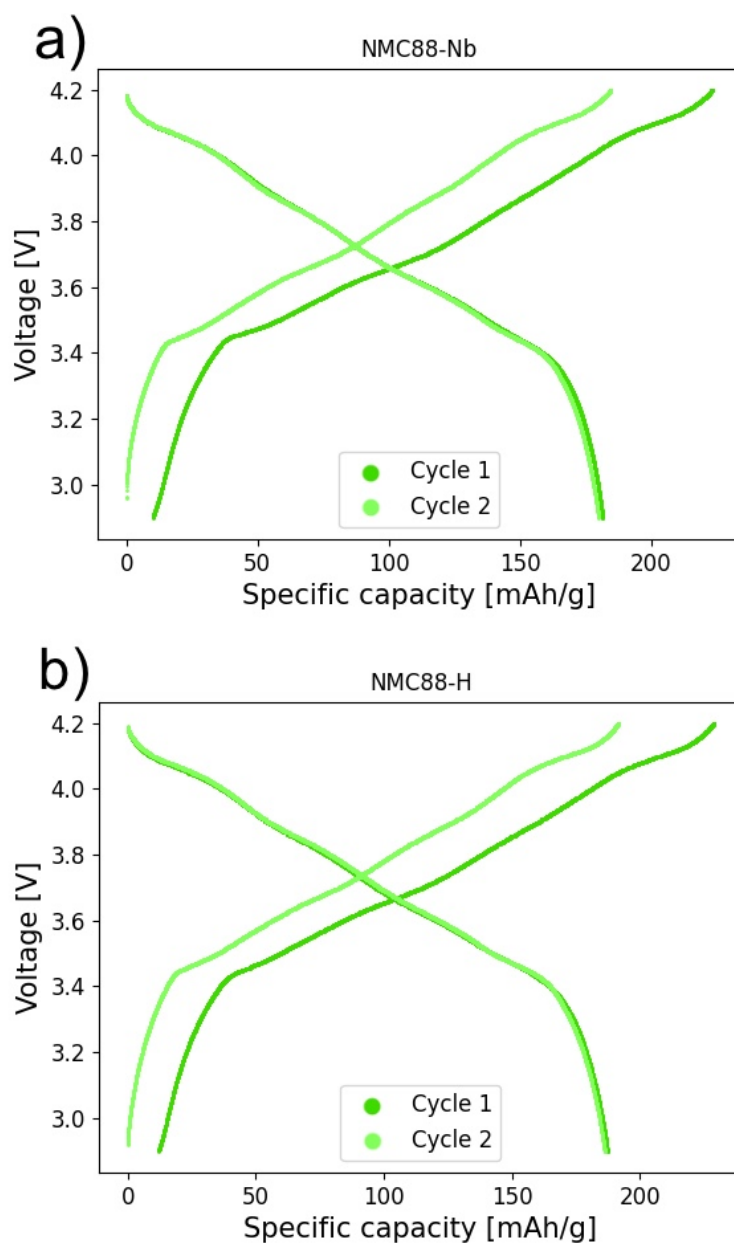 a)
NMC88-Nb
4.2
4.0
3.8
3.6
3.4
3.2
3.0
Voltage [V]
Cycle 1
Cycle 2
0 50 100 150 200
Specific capacity [mAh/g]
b)
NMC88-H
4.2
4.0
3.8
3.6
3.4
3.2
3.0
Voltage [V]
Cycle 1
Cycle 2
0 50 100 150 200
Specific capacity [mAh/g]